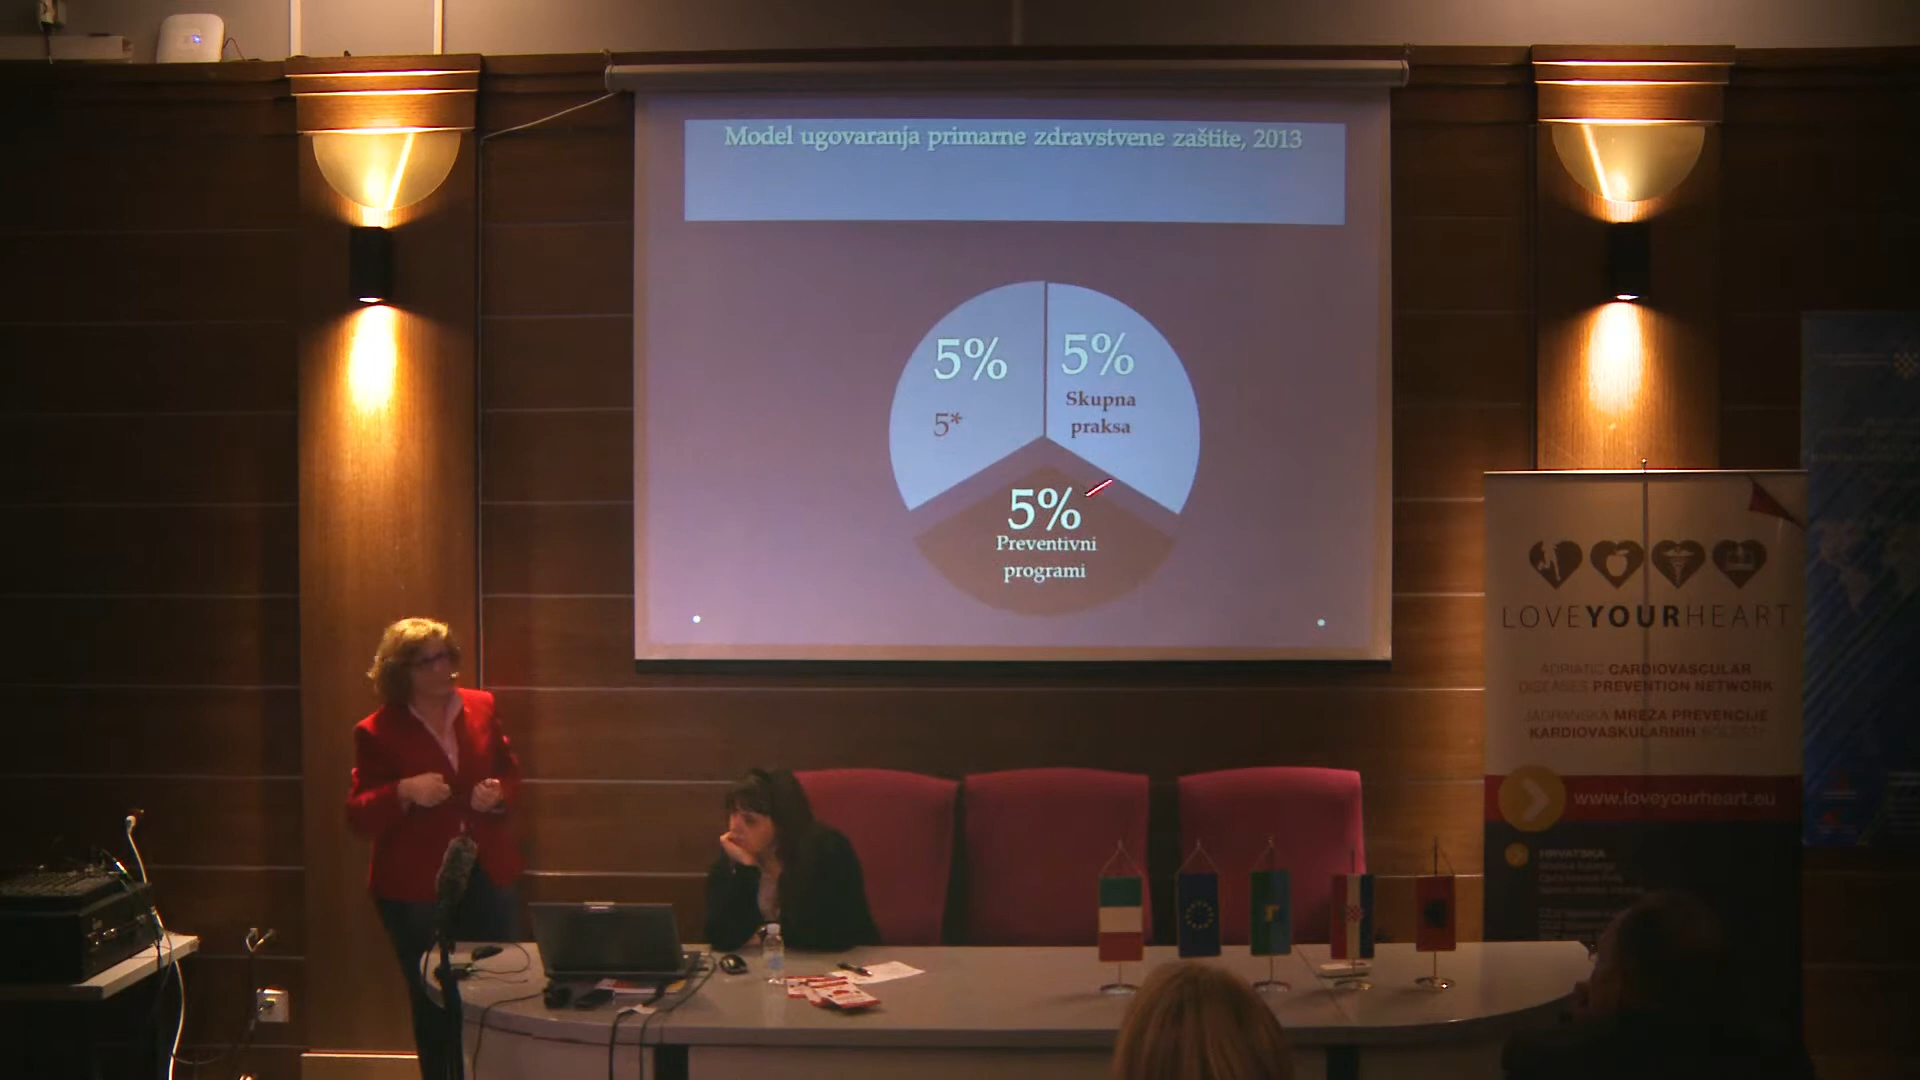 Model ugovaranja primarne zdravstvene zaštite, 2013
5%
5*
5%
Skupna
praksa
5%
Preventivni
programi
LOVEYOURHEART
ADRIATIC CARDIOVASCULAR
DISEASES PREVENTION NETWORK
JADRANSKA MREŽA PREVENCIJE
KARDIOVASKULARNIH BOLESTI
www.loveyourheart.eu
HRVATSKA